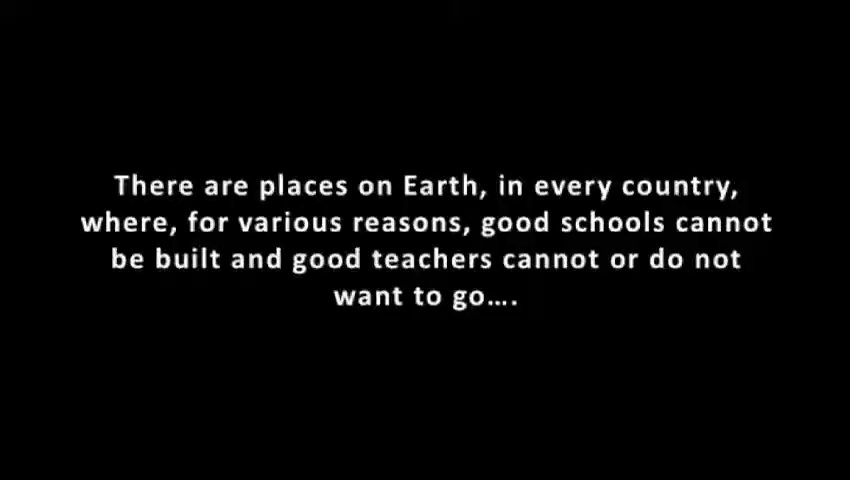 There are places on Earth, in every country,
where, for various reasons, good schools cannot
be built and good teachers cannot or do not
want to go….